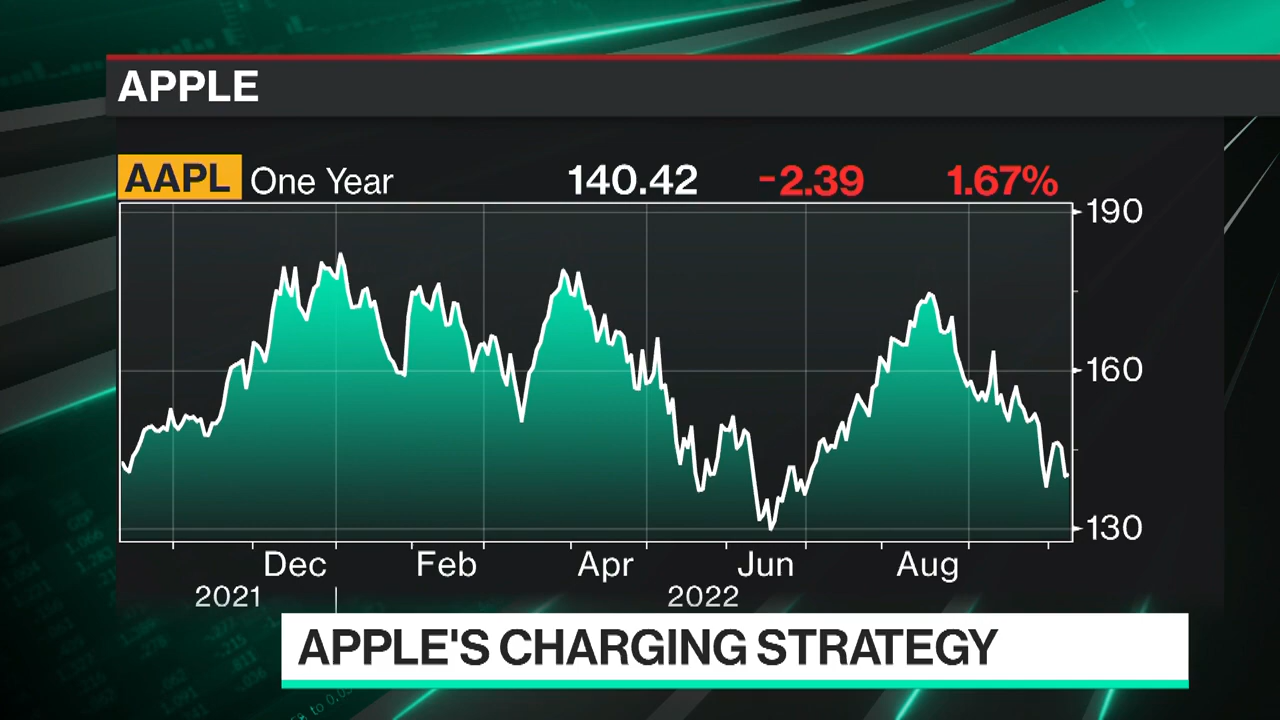 APPLE
AAPL One Year 140.42 -2.39 1.67%
190
160
130
Dec Feb Apr Jun Aug
2021 2022
APPLE'S CHARGING STRATEGY